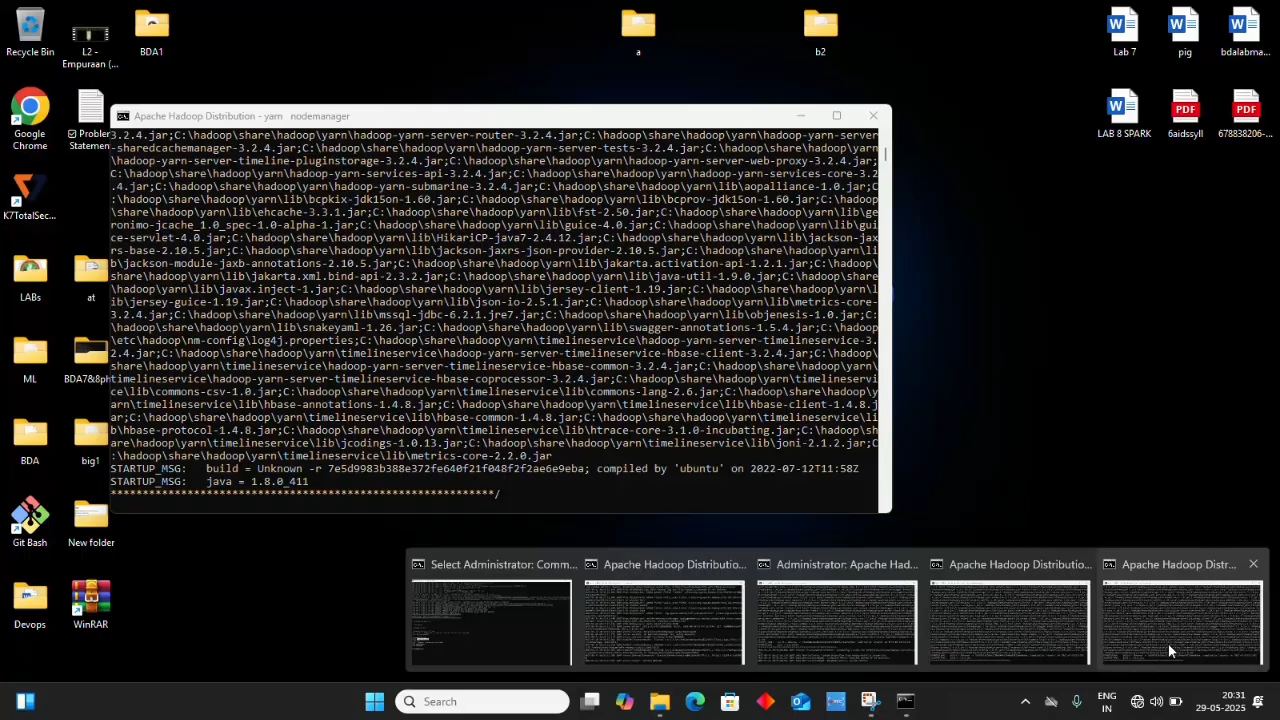 Recycle Bin
L2 -
Empuraan (...
BDA1
a
b2
Lab 7
pig
bdalabma...
Google
Chrome
Probler
Statemen
LAB 8 SPARK
6aidssyll
678838206-...
K7TotalSec...
LABs
at
ML
BDA7&8ph
BDA
big1
Git Bash
New folder
Devops
WinRAR
Apache Hadoop Distribution - yarn nodemanager
3.2.4.jar;C:\hadoop\share\hadoop\yarn\hadoop-yarn-server-router-3.2.4.jar;C:\hadoop\share\hadoop\yarn\hadoop-yarn-server
-sharedcachemanager-3.2.4.jar;C:\hadoop\share\hadoop\yarn\hadoop-yarn-server-tests-3.2.4.jar;C:\hadoop\share\hadoop\yarn
\hadoop-yarn-server-timeline-pluginstorage-3.2.4.jar;C:\hadoop\share\hadoop\yarn\hadoop-yarn-server-web-proxy-3.2.4.jar;
C:\hadoop\share\hadoop\yarn\hadoop-yarn-services-api-3.2.4.jar;C:\hadoop\share\hadoop\yarn\hadoop-yarn-services-core-3.2
.4.jar;C:\hadoop\share\hadoop\yarn\hadoop-yarn-submarine-3.2.4.jar;C:\hadoop\share\hadoop\yarn\lib\aopalliance-1.0.jar;C
:\hadoop\share\hadoop\yarn\lib\bcpkix-jdk15on-1.60.jar;C:\hadoop\share\hadoop\yarn\lib\bcprov-jdk15on-1.60.jar;C:\hadoop
\share\hadoop\yarn\lib\ehcache-3.3.1.jar;C:\hadoop\share\hadoop\yarn\lib\fst-2.50.jar;C:\hadoop\share\hadoop\yarn\lib\ge
ronimo-jcache_1.0_spec-1.0-alpha-1.jar;C:\hadoop\share\hadoop\yarn\lib\guice-4.0.jar;C:\hadoop\share\hadoop\yarn\lib\gui
ce-servlet-4.0.jar;C:\hadoop\share\hadoop\yarn\lib\HikariCP-java7-2.4.12.jar;C:\hadoop\share\hadoop\yarn\lib\jackson-jax
rs-base-2.10.5.jar;C:\hadoop\share\hadoop\yarn\lib\jackson-jaxrs-json-provider-2.10.5.jar;C:\hadoop\share\hadoop\yarn\li
b\jackson-module-jaxb-annotations-2.10.5.jar;C:\hadoop\share\hadoop\yarn\lib\jakarta.activation-api-1.2.1.jar;C:\hadoop\
share\hadoop\yarn\lib\jakarta.xml.bind-api-2.3.2.jar;C:\hadoop\share\hadoop\yarn\lib\java-util-1.9.0.jar;C:\hadoop\share
\hadoop\yarn\lib\javax.inject-1.jar;C:\hadoop\share\hadoop\yarn\lib\jersey-client-1.19.jar;C:\hadoop\share\hadoop\yarn\l
ib\jersey-guice-1.19.jar;C:\hadoop\share\hadoop\yarn\lib\json-io-2.5.1.jar;C:\hadoop\share\hadoop\yarn\lib\metrics-core-
3.2.4.jar;C:\hadoop\share\hadoop\yarn\lib\mssql-jdbc-6.2.1.jre7.jar;C:\hadoop\share\hadoop\yarn\lib\objenesis-1.0.jar;C:
\hadoop\share\hadoop\yarn\lib\snakeyaml-1.26.jar;C:\hadoop\share\hadoop\yarn\lib\swagger-annotations-1.5.4.jar;C:\hadoop
\etc\hadoop\nm-config\log4j.properties;C:\hadoop\share\hadoop\yarn\timelineservice\hadoop-yarn-server-timelineservice-3.
2.4.jar;C:\hadoop\share\hadoop\yarn\timelineservice\hadoop-yarn-server-timelineservice-hbase-client-3.2.4.jar;C:\hadoop\
share\hadoop\yarn\timelineservice\hadoop-yarn-server-timelineservice-hbase-common-3.2.4.jar;C:\hadoop\share\hadoop\yarn\
timelineservice\hadoop-yarn-server-timelineservice-hbase-coprocessor-3.2.4.jar;C:\hadoop\share\hadoop\yarn\timelineservi
ce\lib\commons-csv-1.0.jar;C:\hadoop\share\hadoop\yarn\timelineservice\lib\commons-lang-2.6.jar;C:\hadoop\share\hadoop\y
arn\timelineservice\lib\hbase-annotations-1.4.8.jar;C:\hadoop\share\hadoop\yarn\timelineservice\lib\hbase-client-1.4.8.j
ar;C:\hadoop\share\hadoop\yarn\timelineservice\lib\hbase-common-1.4.8.jar;C:\hadoop\share\hadoop\yarn\timelineservice\li
b\hbase-protocol-1.4.8.jar;C:\hadoop\share\hadoop\yarn\timelineservice\lib\htrace-core-3.1.0-incubating.jar;C:\hadoop\sh
are\hadoop\yarn\timelineservice\lib\jcodings-1.0.13.jar;C:\hadoop\share\hadoop\yarn\timelineservice\lib\joni-2.1.2.jar;C
:\hadoop\share\hadoop\yarn\timelineservice\lib\metrics-core-2.2.0.jar
STARTUP_MSG: build = Unknown -r 7e5d9983b388e372fe640f21f048f2f2ae6e9eba; compiled by 'ubuntu' on 2022-07-12T11:58Z
STARTUP_MSG: java = 1.8.0_411
************************************************************/
Select Administrator: Comm...
Apache Hadoop Distributio...
Administrator: Apache Had...
Apache Hadoop Distributio...
Apache Hadoop Distr...
Search
ENG
IN
20:31
29-05-2025